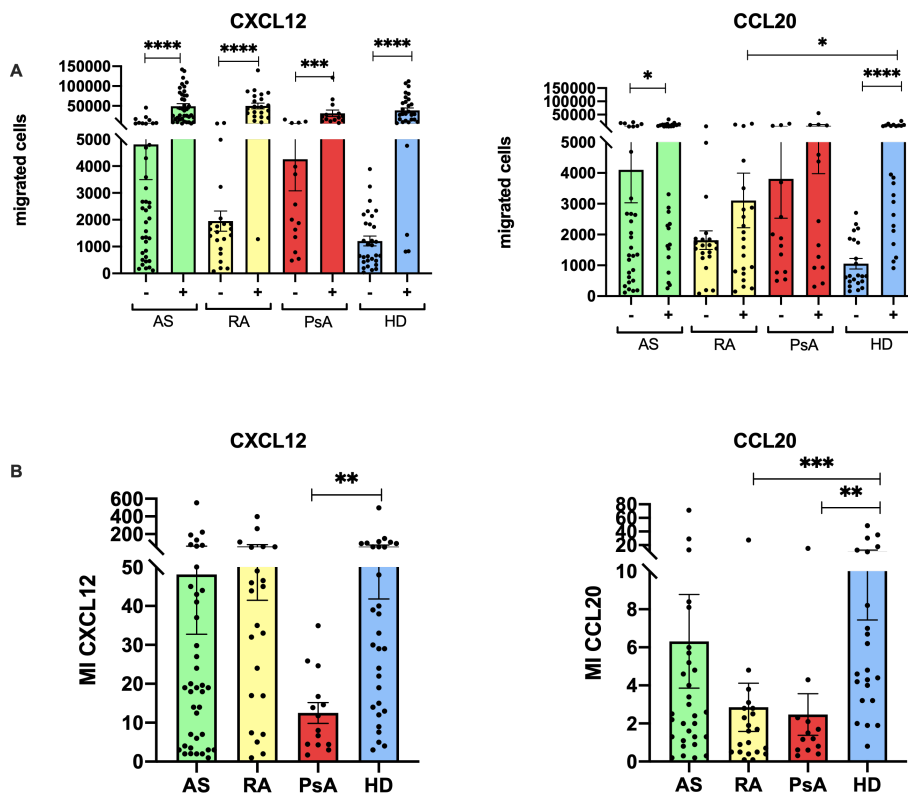 CXCL12
CCL20
A
**** **** *** ****
* * ****
migrated cells
150000
100000
50000
5000
4000
3000
2000
1000
0
- + - + - + - +
AS RA PsA HD
migrated cells
150000
100000
50000
5000
4000
3000
2000
1000
0
- + - + - + - +
AS RA PsA HD
B
CXCL12
CCL20
**
***
**
MI CXCL12
600
400
200
50
40
30
20
10
0
AS RA PsA HD
MI CCL20
80
60
40
20
10
8
6
4
2
0
AS RA PsA HD